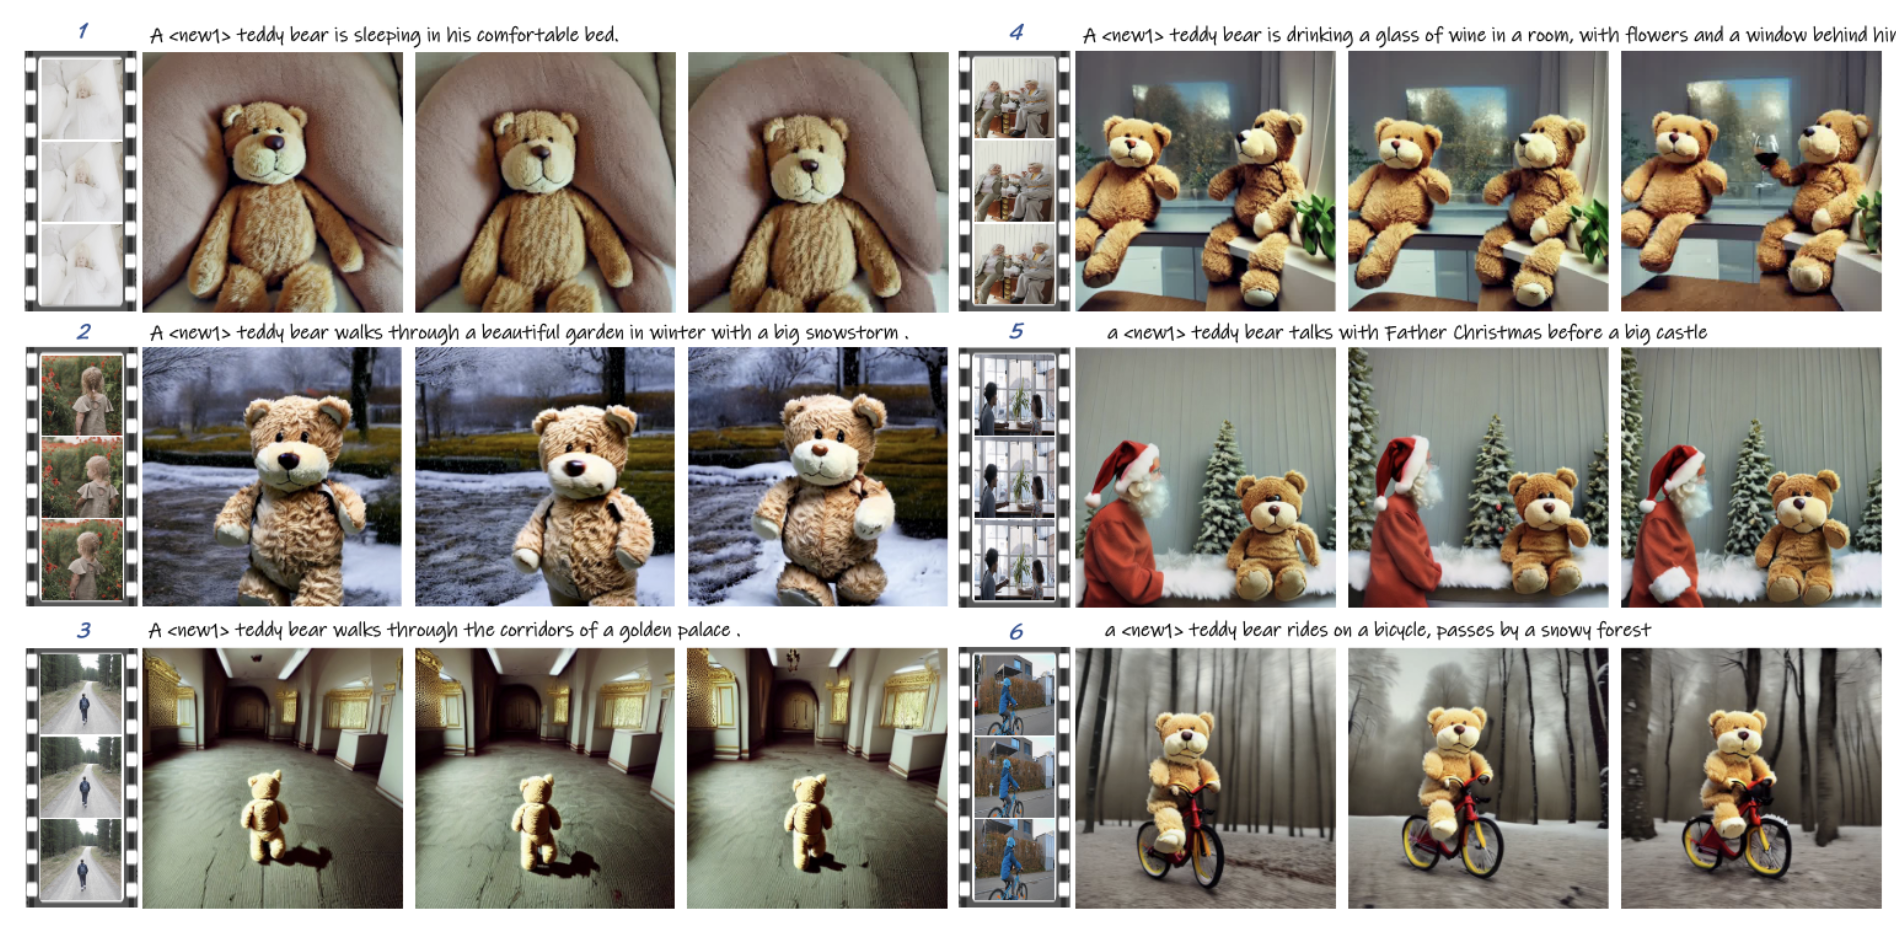 1
A <new1> teddy bear is sleeping in his comfortable bed.
2
A <new1> teddy bear walks through a beautiful garden in winter with a big snowstorm .
3
A <new1> teddy bear walks through the corridors of a golden palace .
4
A <new1> teddy bear is drinking a glass of wine in a room, with flowers and a window behind
5
a <new1> teddy bear talks with Father Christmas before a big castle
6
a <new1> teddy bear rides on a bicycle, passes by a snowy forest